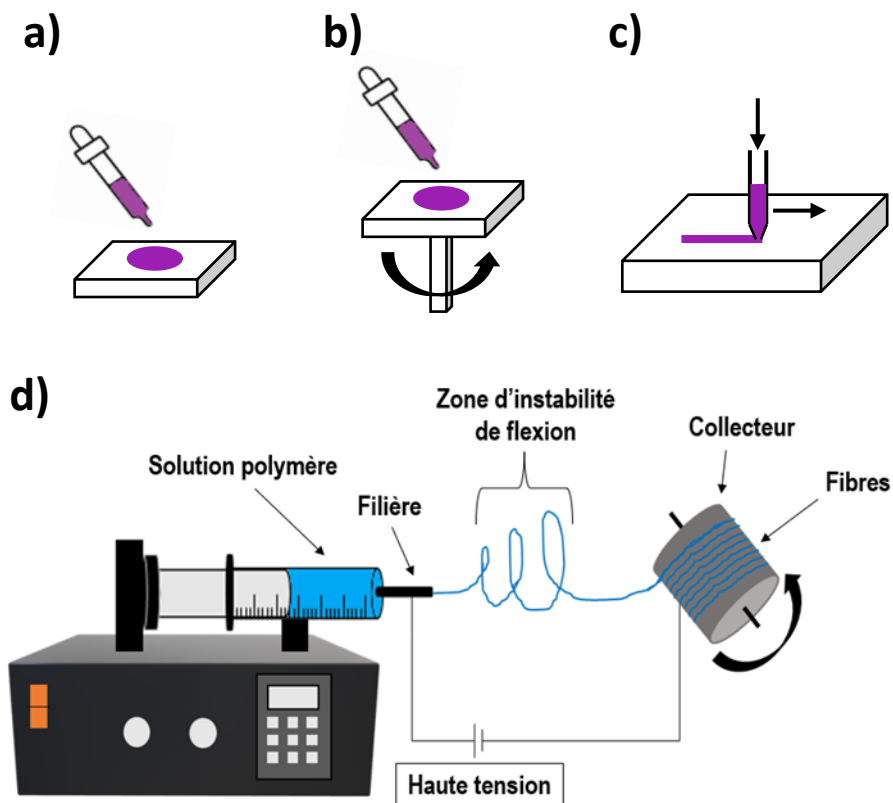 a)
b)
c)
d)
Zone d'instabilité
de flexion
Collecteur
Solution polymère
Fibres
Filière
Haute tension